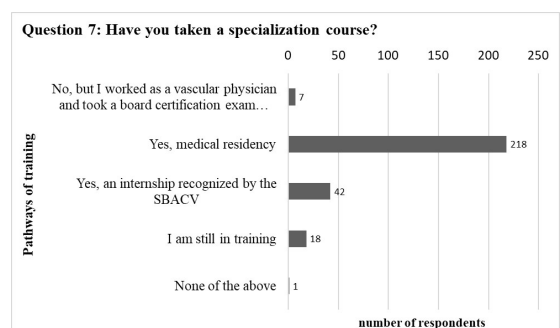 Question 7: Have you taken a specialization course?
0 50 100 150 200 250
No, but I worked as a vascular physician
and took a board certification exam…
7
Yes, medical residency
218
Yes, an internship recognized by the
SBACV
42
I am still in training
18
None of the above
1
Pathways of training
number of respondents